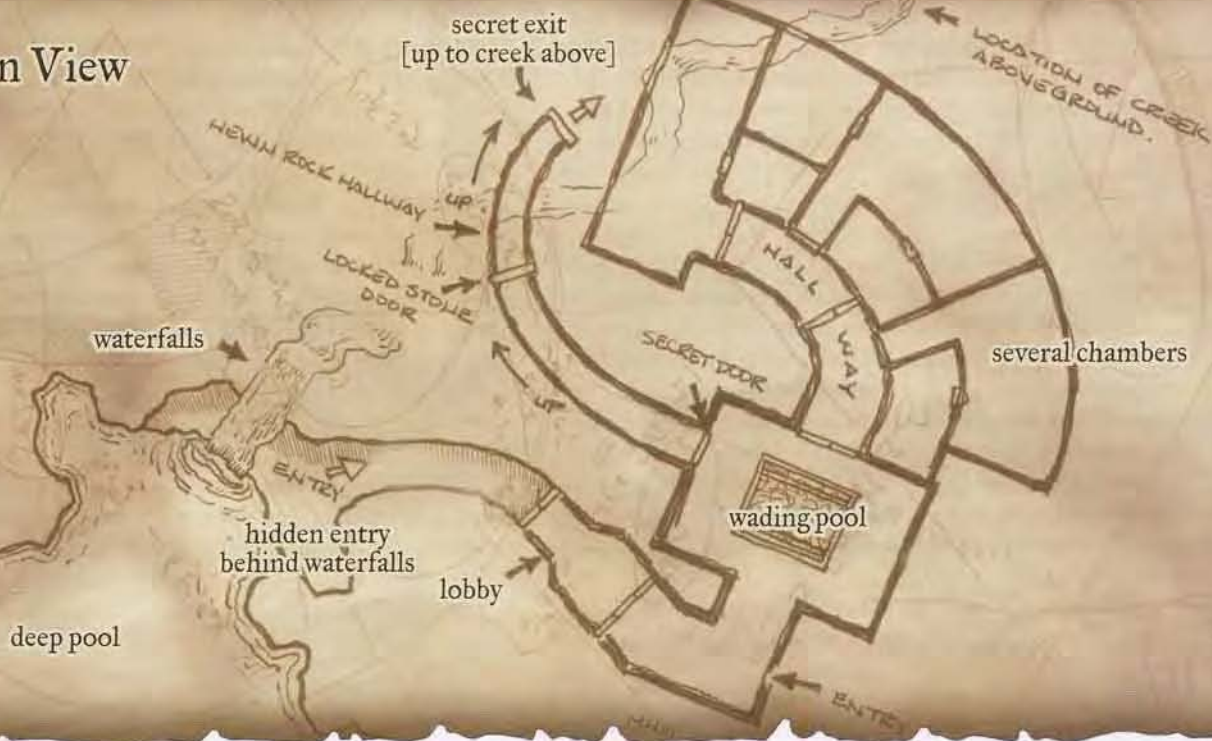 n View
secret exit
[up to creek above]
LOCATION OF CREEK
ABOVEGROUND.
HEWN ROCK HALLWAY
UP
LOCKED STONE
DOOR
HALL
WAY
waterfalls
SECRET DOOR
several chambers
UP
ENTRY
wading pool
hidden entry
behind waterfalls
lobby
deep pool
ENTRY